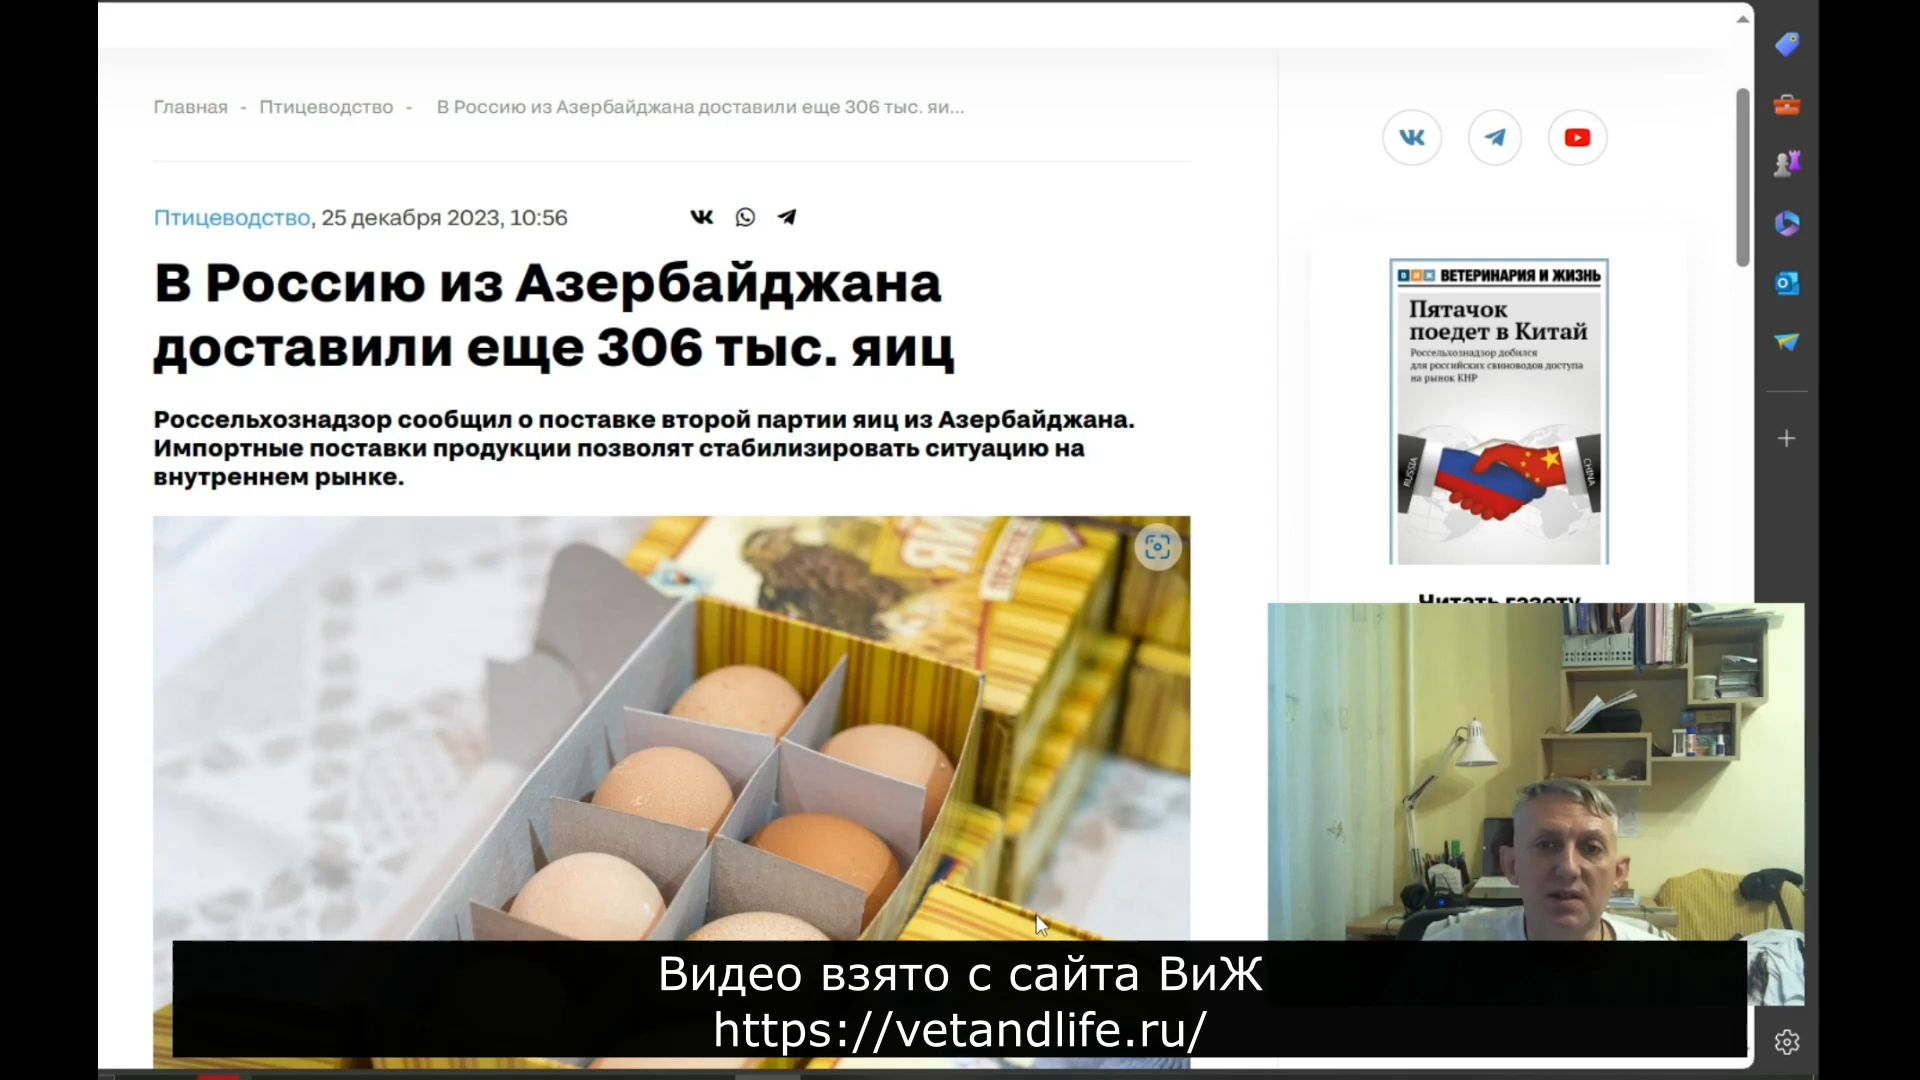 Главная - Птицеводство - В Россию из Азербайджана доставили еще 306 тыс. яи...
Птицеводство, 25 декабря 2023, 10:56
В Россию из Азербайджана
доставили еще 306 тыс. яиц
Россельхознадзор сообщил о поставке второй партии яиц из Азербайджана.
Импортные поставки продукции позволят стабилизировать ситуацию на
внутреннем рынке.
ВИЖ ВЕТЕРИНАРИЯ И ЖИЗНЬ
Пятачок
поедет в Китай
Россельхознадзор добился
для российских свиноводов доступа
на рынок КНР
RUSSIA
CHINA
Читать газету
Видео взято с сайта ВиЖ
https://vetandlife.ru/